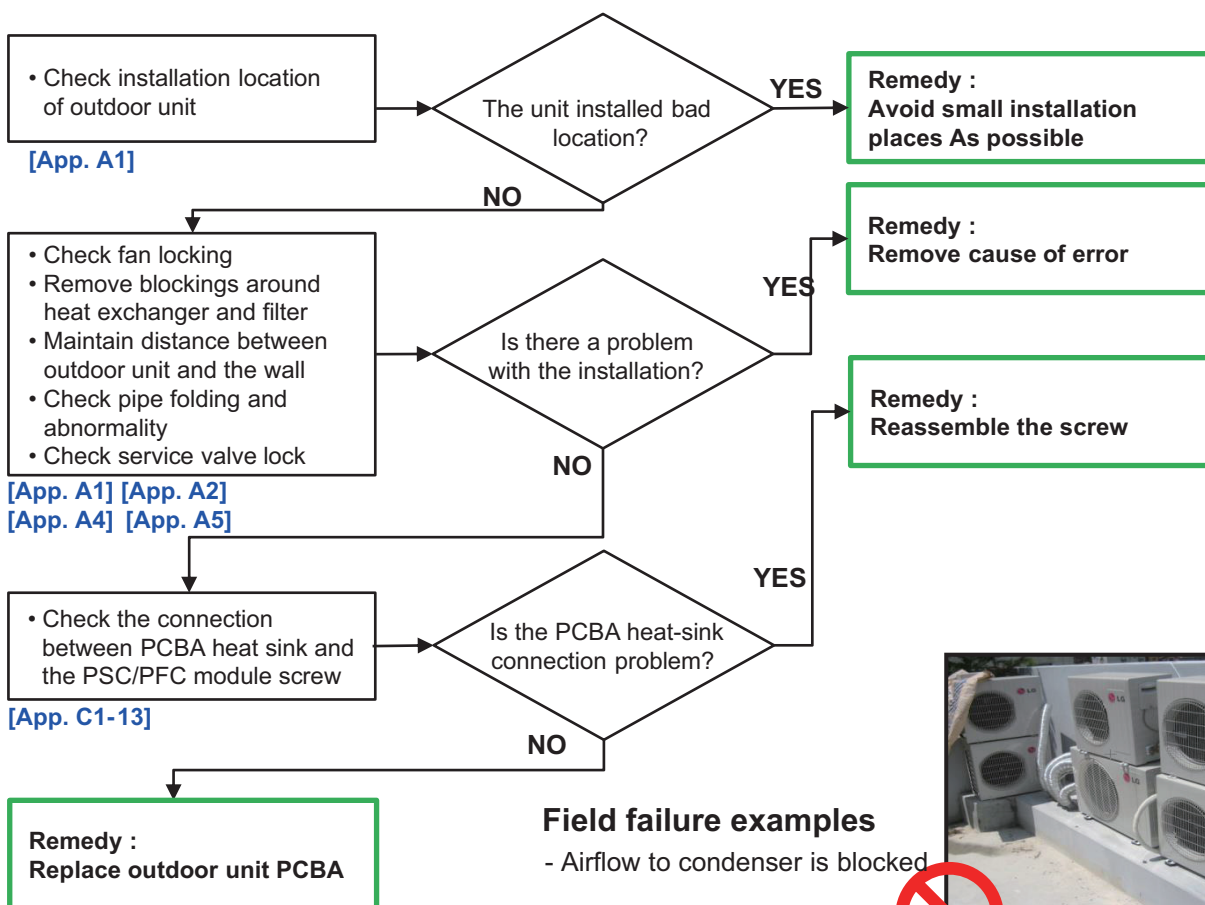 • Check installation location
of outdoor unit
[App. A1]
The unit installed bad
location?
YES
Remedy :
Avoid small installation
places As possible
NO
• Check fan locking
• Remove blockings around
heat exchanger and filter
• Maintain distance between
outdoor unit and the wall
• Check pipe folding and
abnormality
• Check service valve lock
[App. A1] [App. A2]
[App. A4] [App. A5]
Is there a problem
with the installation?
YES
Remedy :
Remove cause of error
NO
• Check the connection
between PCBA heat sink and
the PSC/PFC module screw
[App. C1-13]
Is the PCBA heat-sink
connection problem?
YES
Remedy :
Reassemble the screw
NO
Remedy :
Replace outdoor unit PCBA
Field failure examples
- Airflow to condenser is blocked
LG
LG
LG